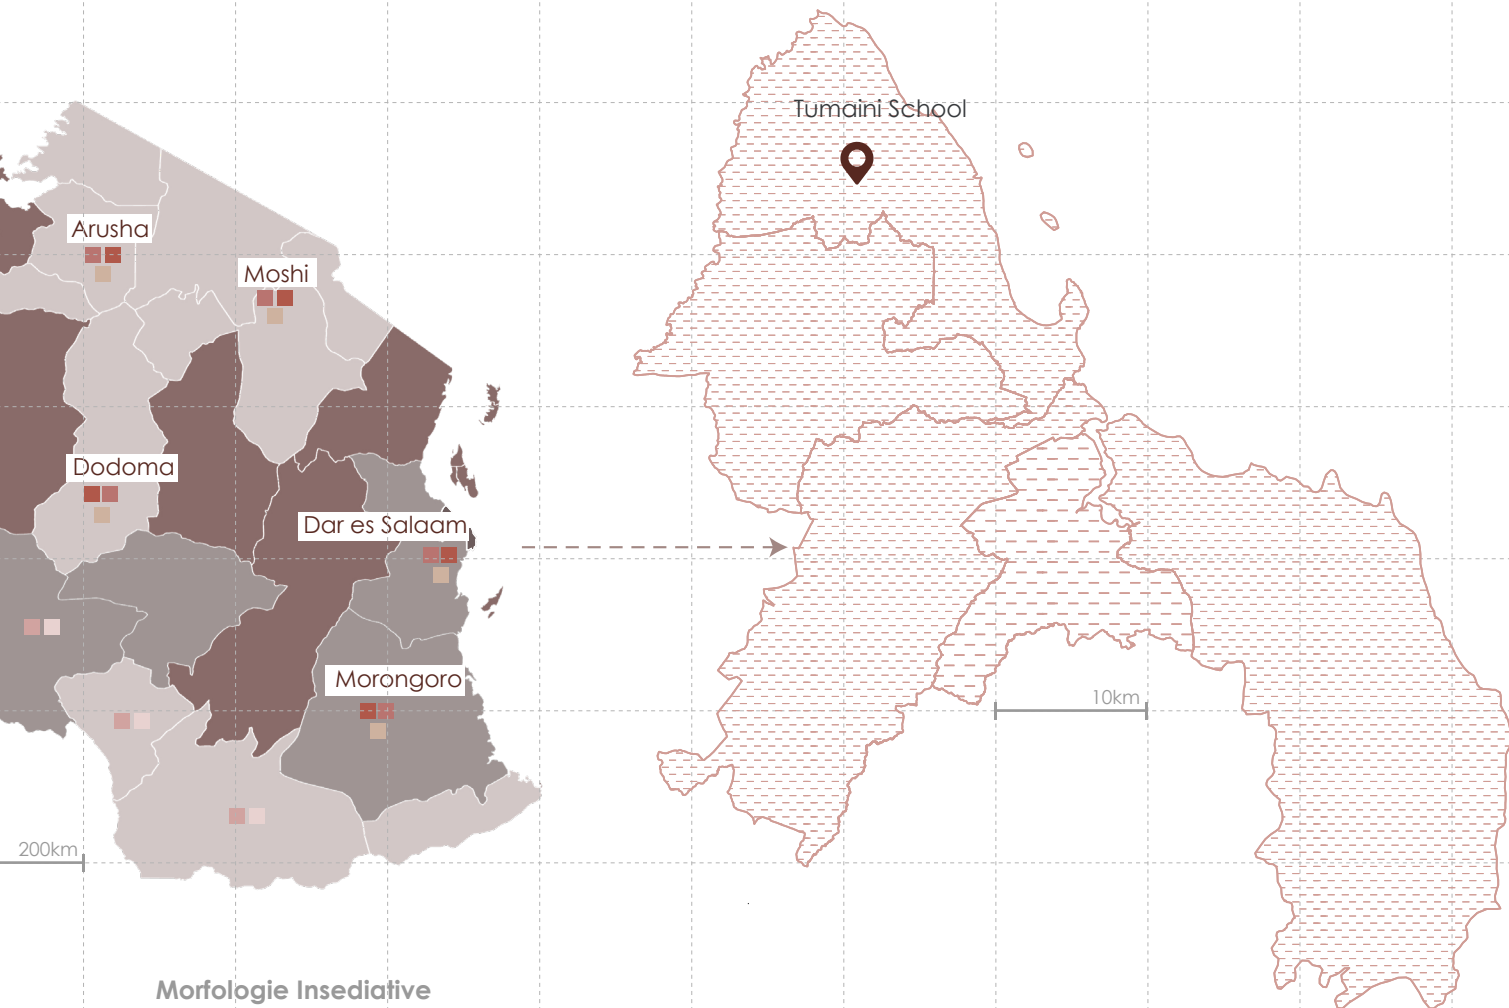 Tumaini School
Arusha
Moshi
Dodoma
Dar es Salaam
Morongoro
10km
200km
Morfologie Insediative